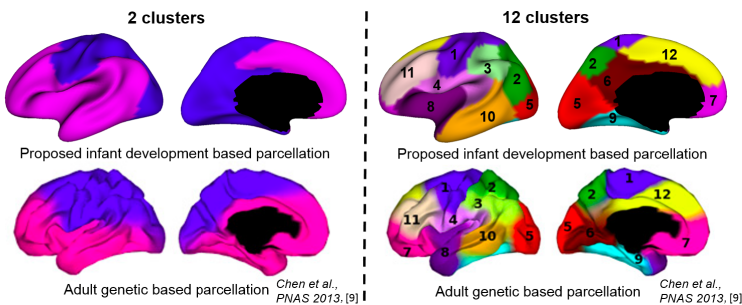 2 clusters
12 clusters
1 3 4 11 2 8 5 10
1 12 2 6 5 7 9
Proposed infant development based parcellation
Proposed infant development based parcellation
1 2 3 11 4 10 5 7 8
1 2 12 5 6 7 9
Adult genetic based parcellation
Chen et al.,
PNAS 2013, [9]
Adult genetic based parcellation
Chen et al.,
PNAS 2013, [9]